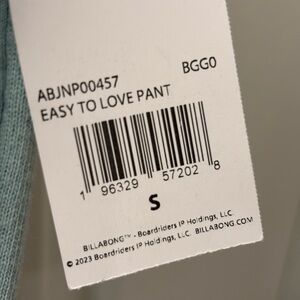 ABJNP00457 BGG0
EASY TO LOVE PANT
1 96329 57202 8
S
BILLABONG™ - Boardriders IP Holdings, LLC.
© 2023 Boardriders IP Holdings, LLC. BILLABONG.COM